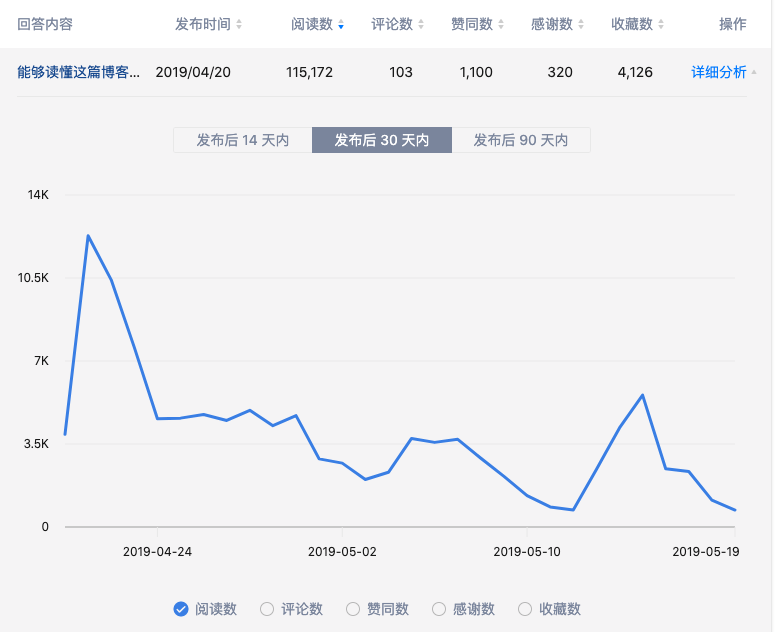 回答内容 发布时间 阅读数 评论数 赞同数 感谢数 收藏数 操作
能够读懂这篇博客... 2019/04/20 115,172 103 1,100 320 4,126 详细分析
发布后 14 天内 发布后 30 天内 发布后 90 天内
14K
10.5K
7K
3.5K
0
2019-04-24 2019-05-02 2019-05-10 2019-05-19
阅读数 评论数 赞同数 感谢数 收藏数